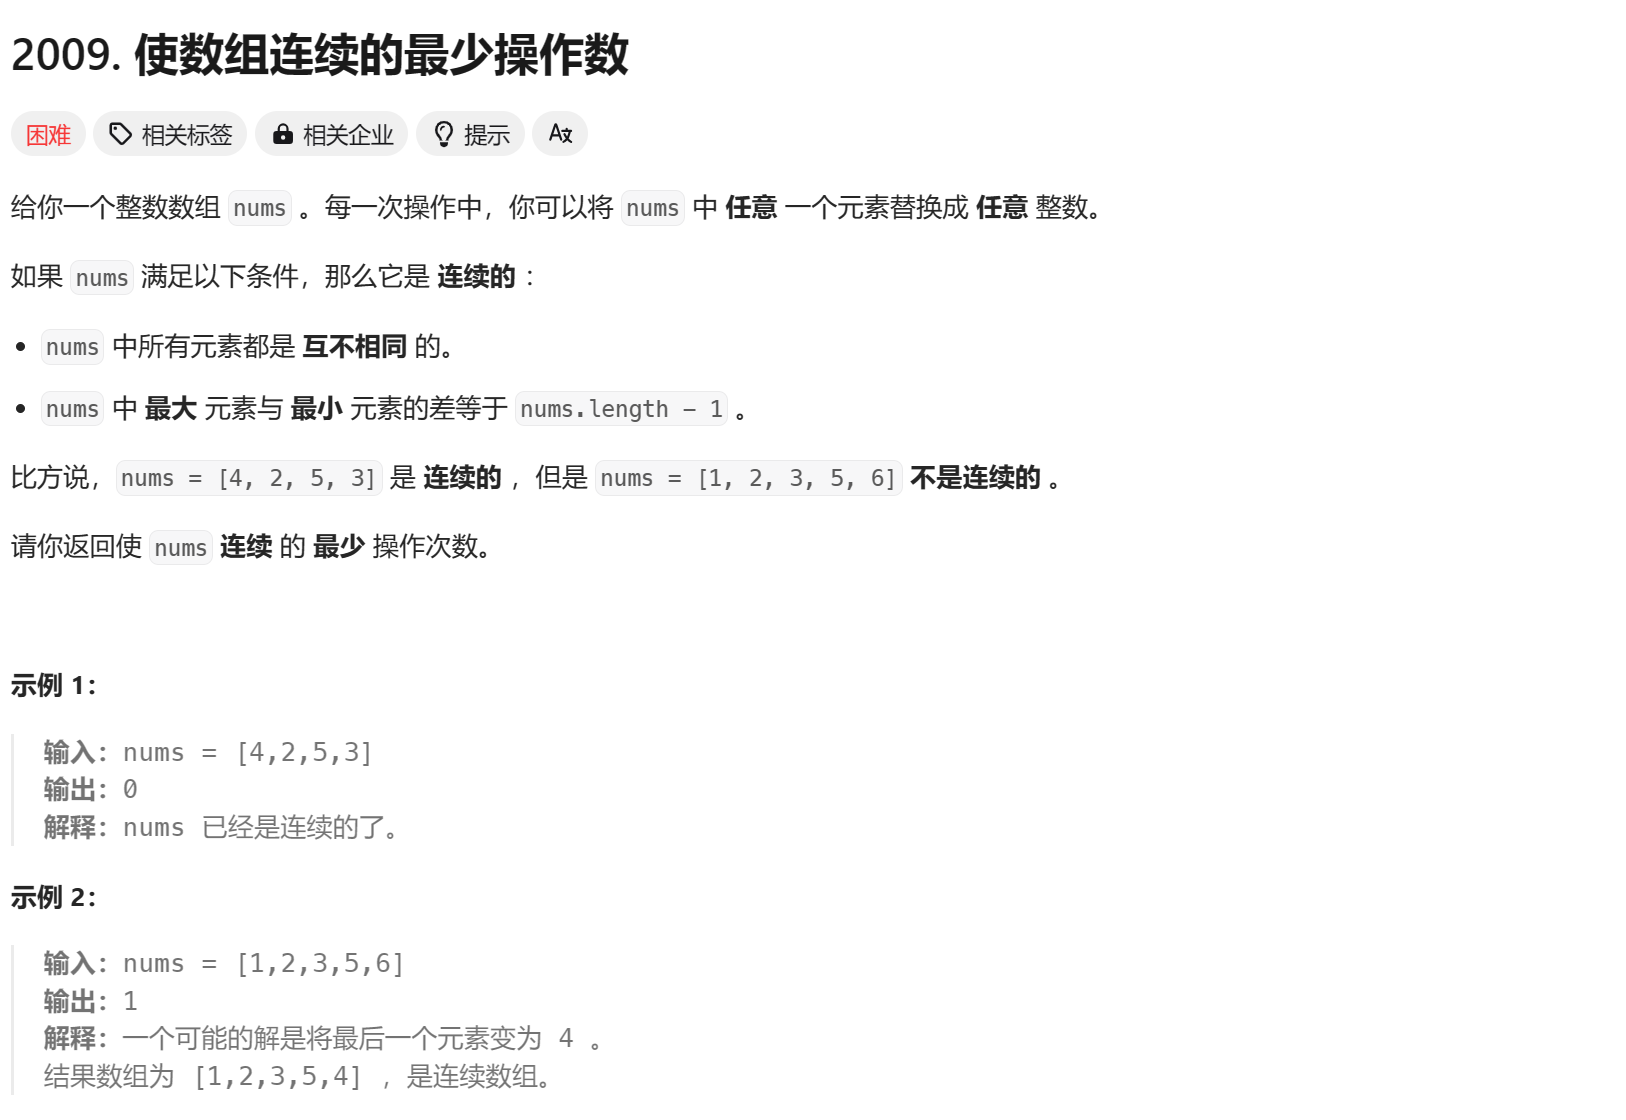 2009. 使数组连续的最少操作数
困难 相关标签 相关企业 提示
给你一个整数数组 nums 。每一次操作中，你可以将 nums 中 任意 一个元素替换成 任意 整数。
如果 nums 满足以下条件，那么它是 连续的 ：
• nums 中所有元素都是 互不相同 的。
• nums 中 最大 元素与 最小 元素的差等于 nums.length - 1 。
比方说，nums = [4, 2, 5, 3] 是 连续的 ，但是 nums = [1, 2, 3, 5, 6] 不是连续的 。
请你返回使 nums 连续 的 最少 操作次数。
示例 1：
输入：nums = [4,2,5,3]
输出：0
解释：nums 已经是连续的了。
示例 2：
输入：nums = [1,2,3,5,6]
输出：1
解释：一个可能的解是将最后一个元素变为 4 。
结果数组为 [1,2,3,5,4] ，是连续数组。